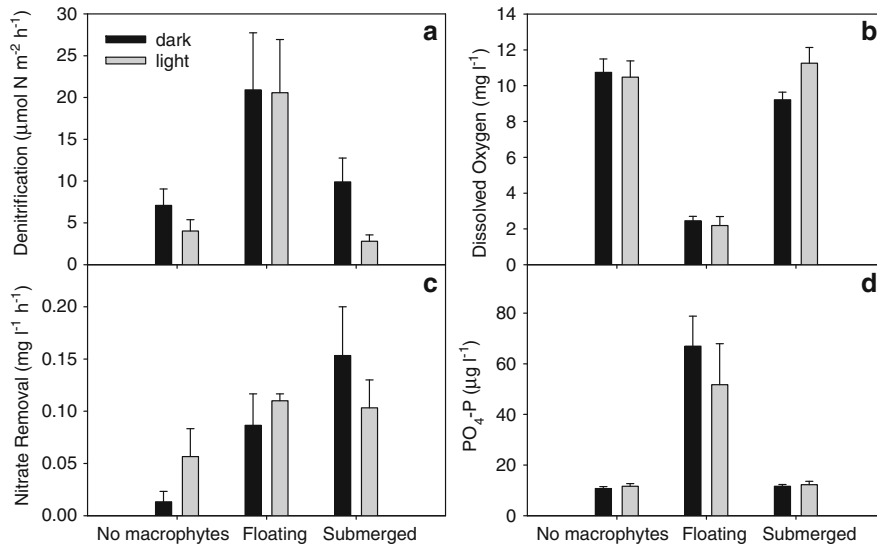 Denitrification (μmol N m⁻² h⁻¹)
30
25
20
15
10
5
0
dark
light
a
Dissolved Oxygen (mg l⁻¹)
14
12
10
8
6
4
2
0
b
Nitrate Removal (mg l⁻¹ h⁻¹)
0.20
0.15
0.10
0.05
0.00
c
No macrophytes Floating Submerged
PO₄-P (μg l⁻¹)
80
60
40
20
0
d
No macrophytes Floating Submerged